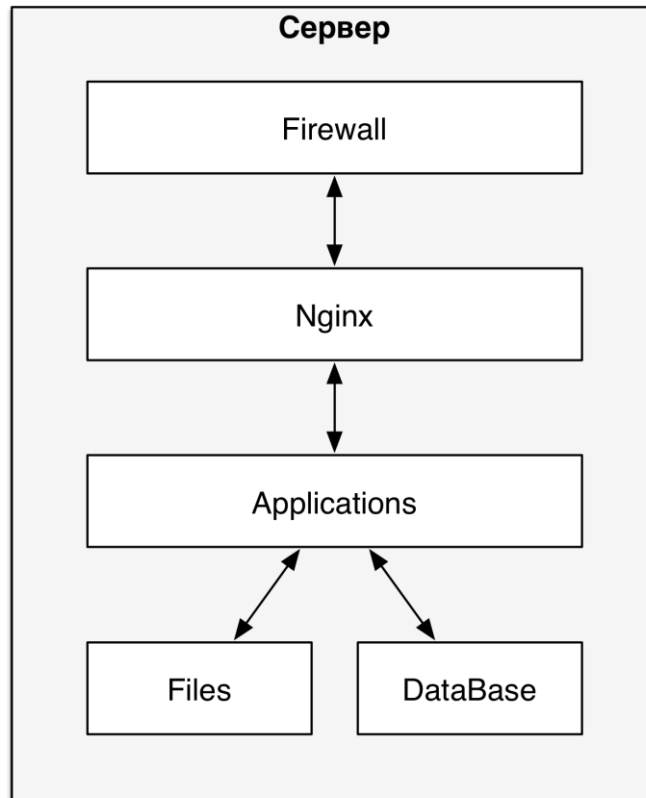 Сервер
Firewall
Nginx
Applications
Files
DataBase